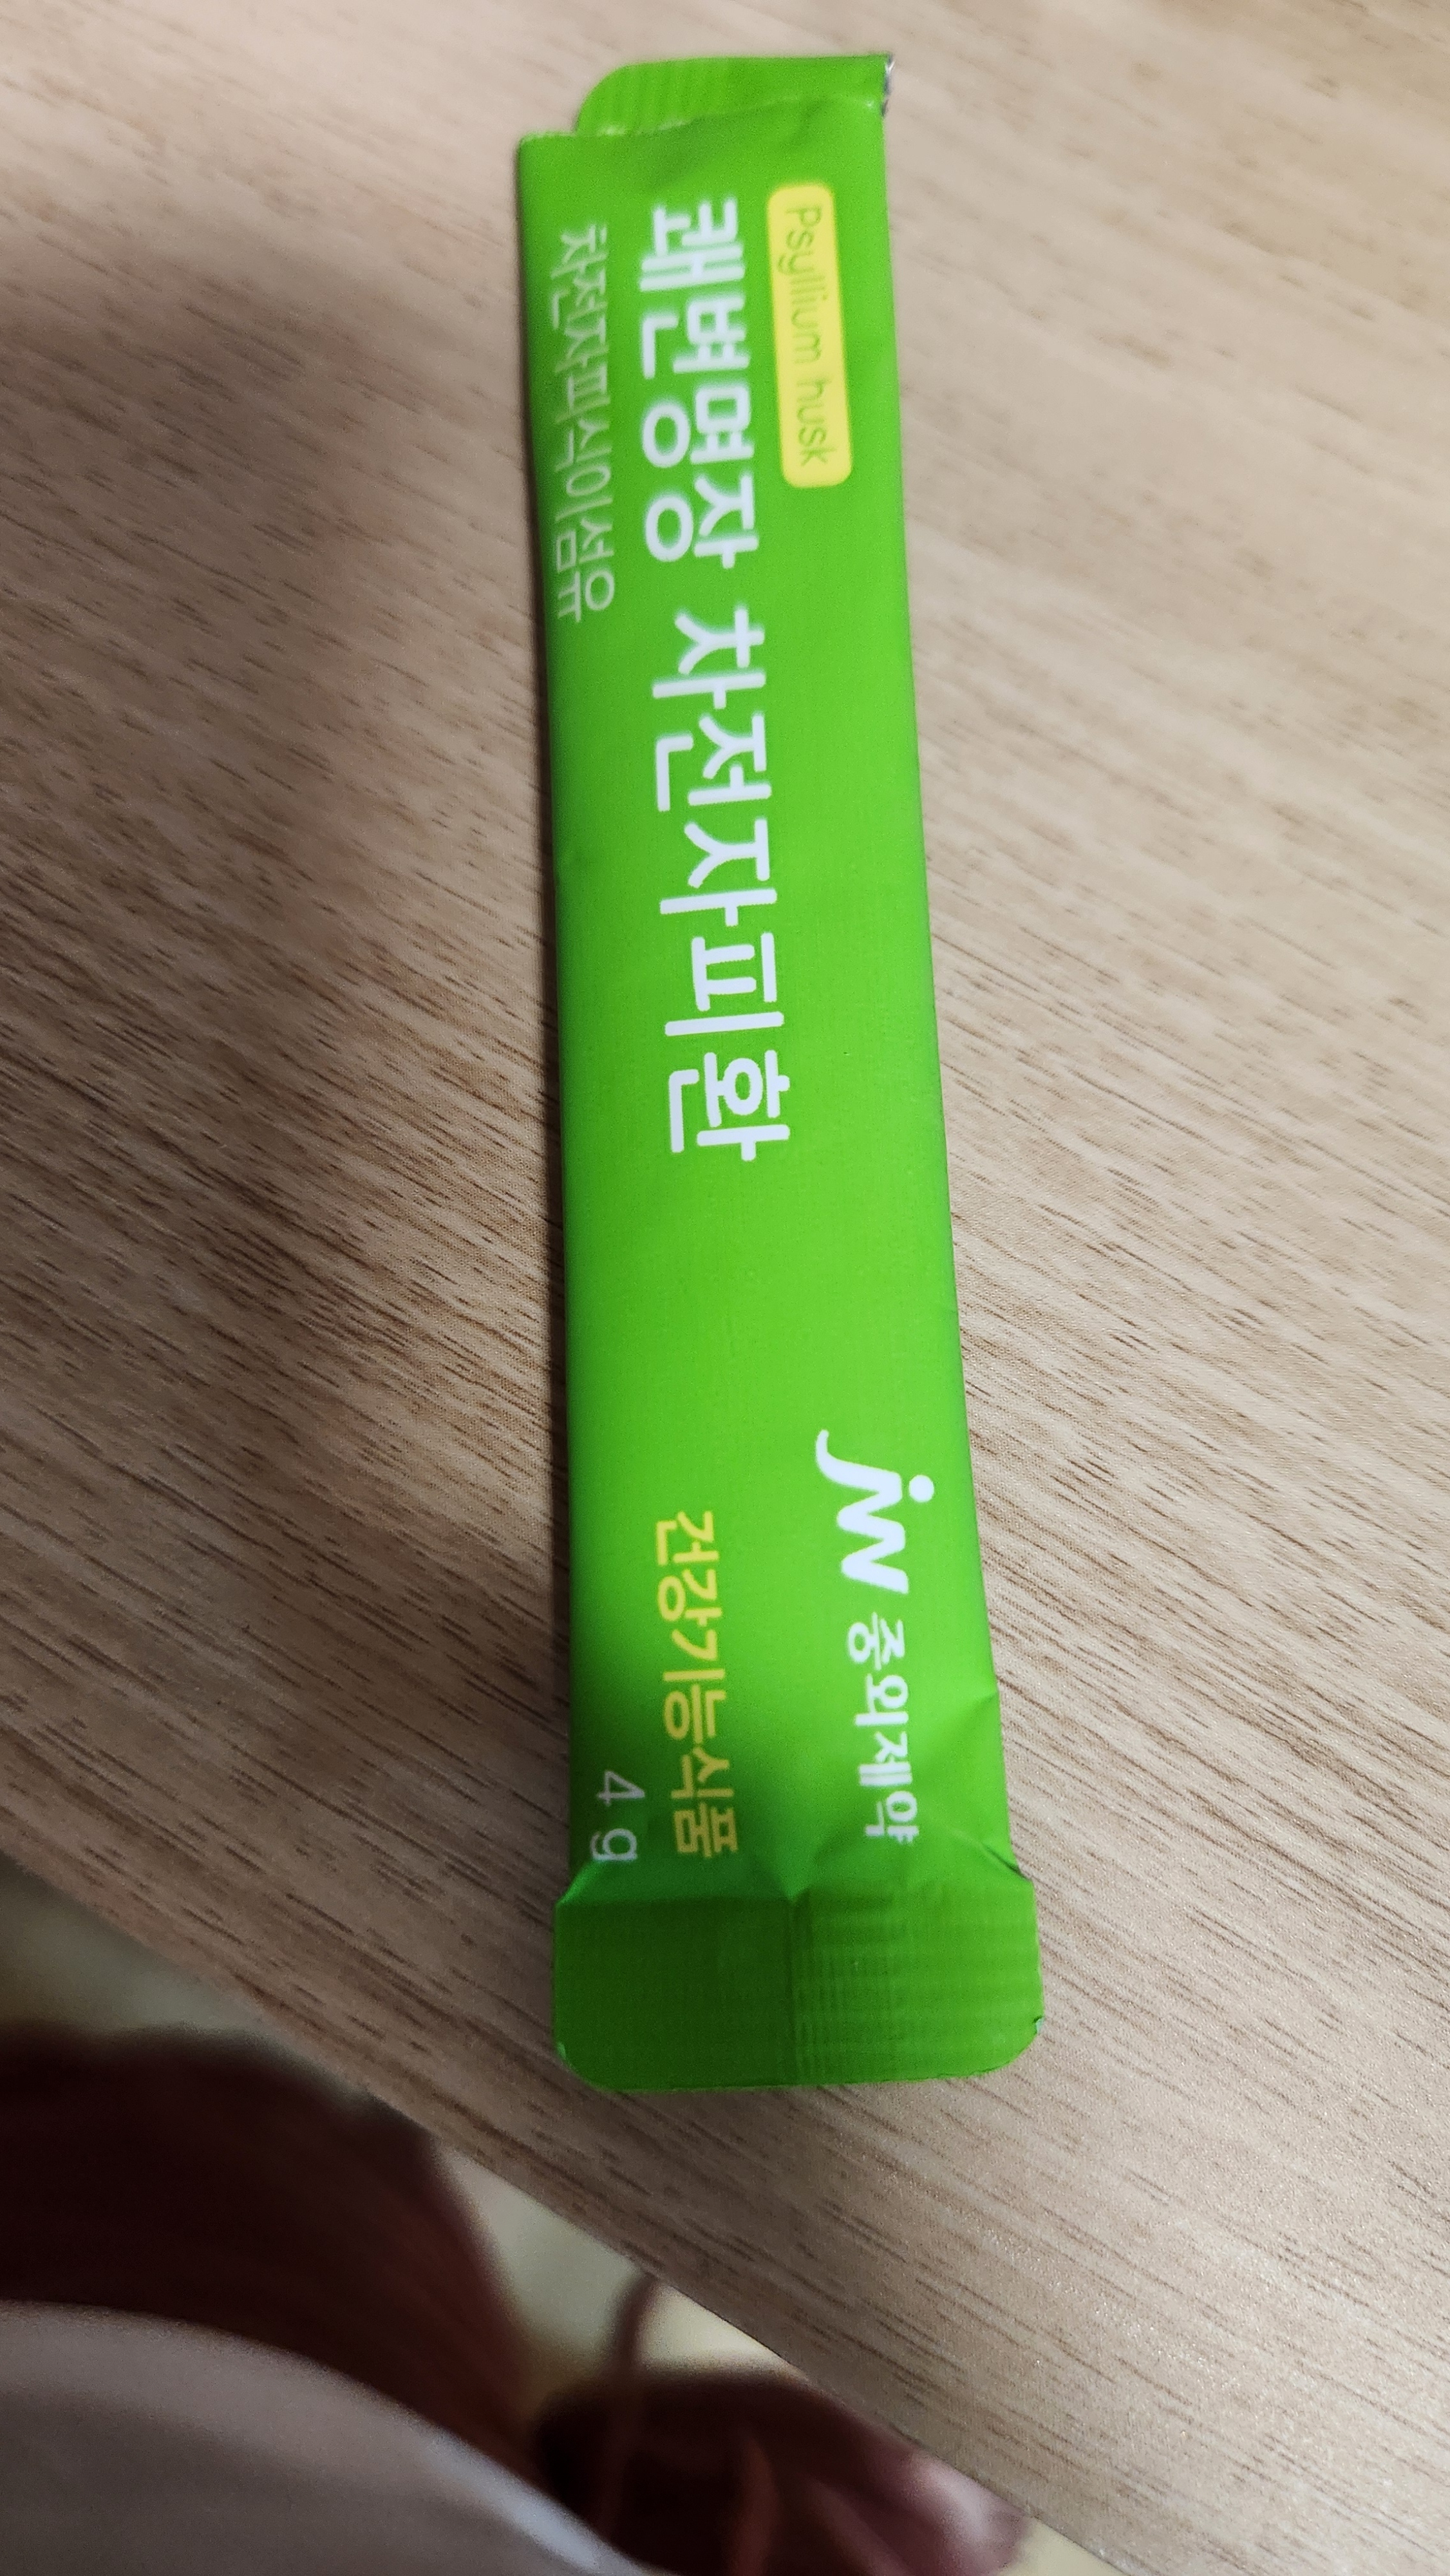 Psyllium husk
쾌변명장 차전자피환
차전자피식이섬유
jw 중외제약
건강기능식품
4 g